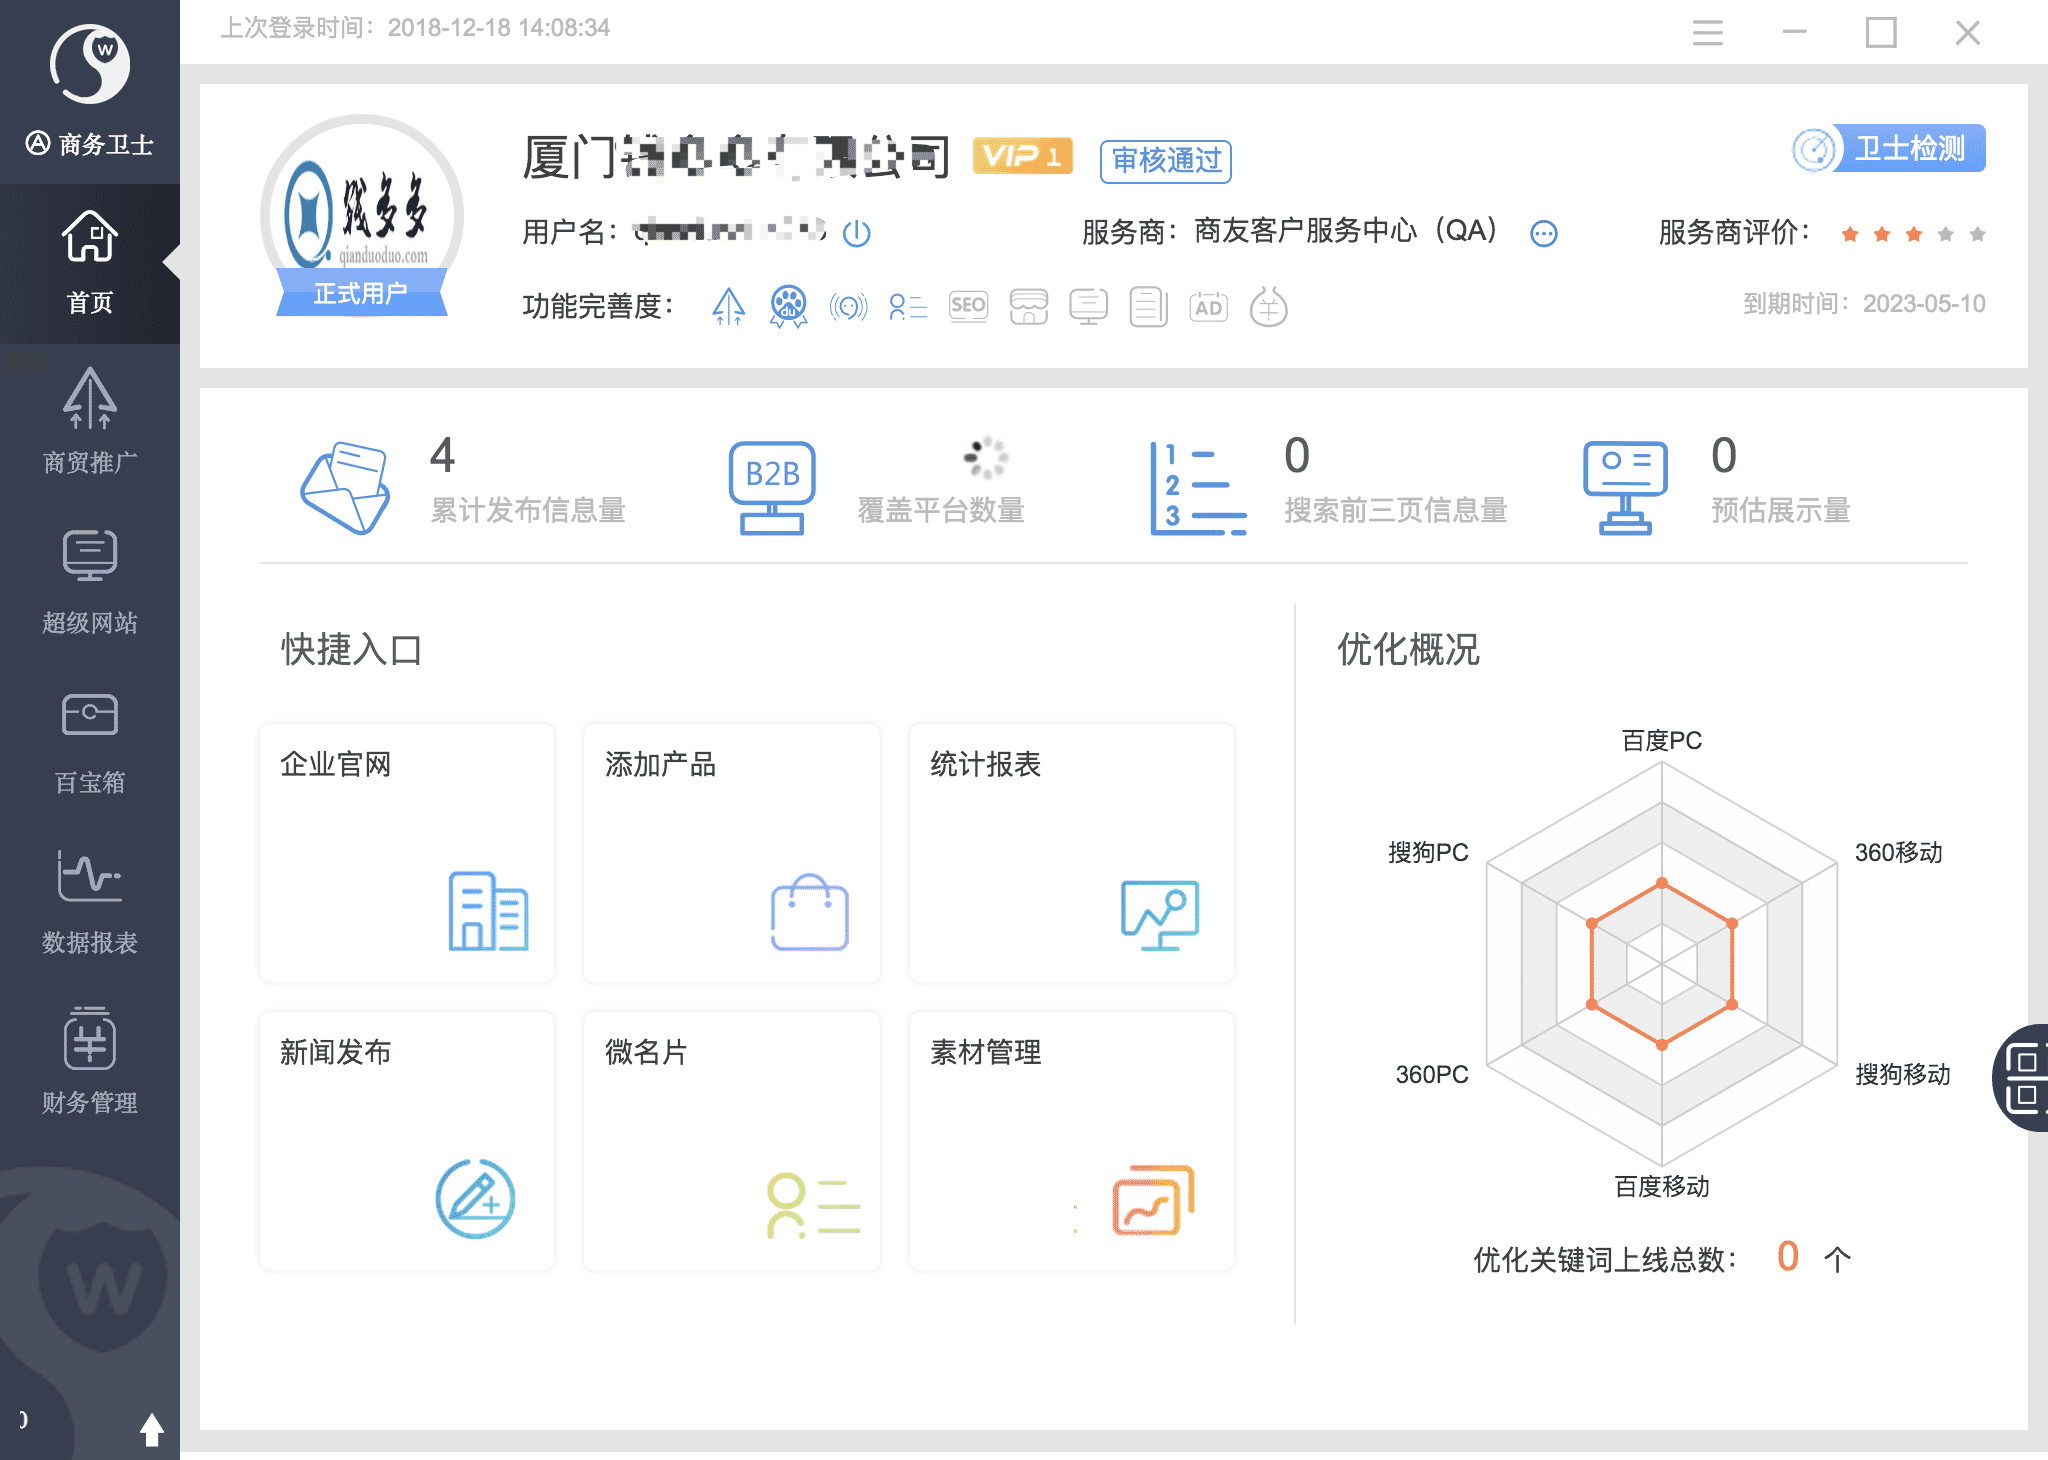 上次登录时间：2018-12-18 14:08:34
W
商务卫士
首页
商贸推广
超级网站
百宝箱
数据报表
财务管理
钱多多
qianduoduo.com
正式用户
厦门
公司
VIP 1
审核通过
卫士检测
用户名：
服务商：商友客户服务中心（QA）
服务商评价：
功能完善度：
du
SEO
AD
到期时间：2023-05-10
4
累计发布信息量
B2B
覆盖平台数量
1
2
3
0
搜索前三页信息量
0
预估展示量
快捷入口
企业官网
添加产品
统计报表
新闻发布
微名片
素材管理
优化概况
百度PC
搜狗PC
360移动
360PC
搜狗移动
百度移动
优化关键词上线总数：0 个
W